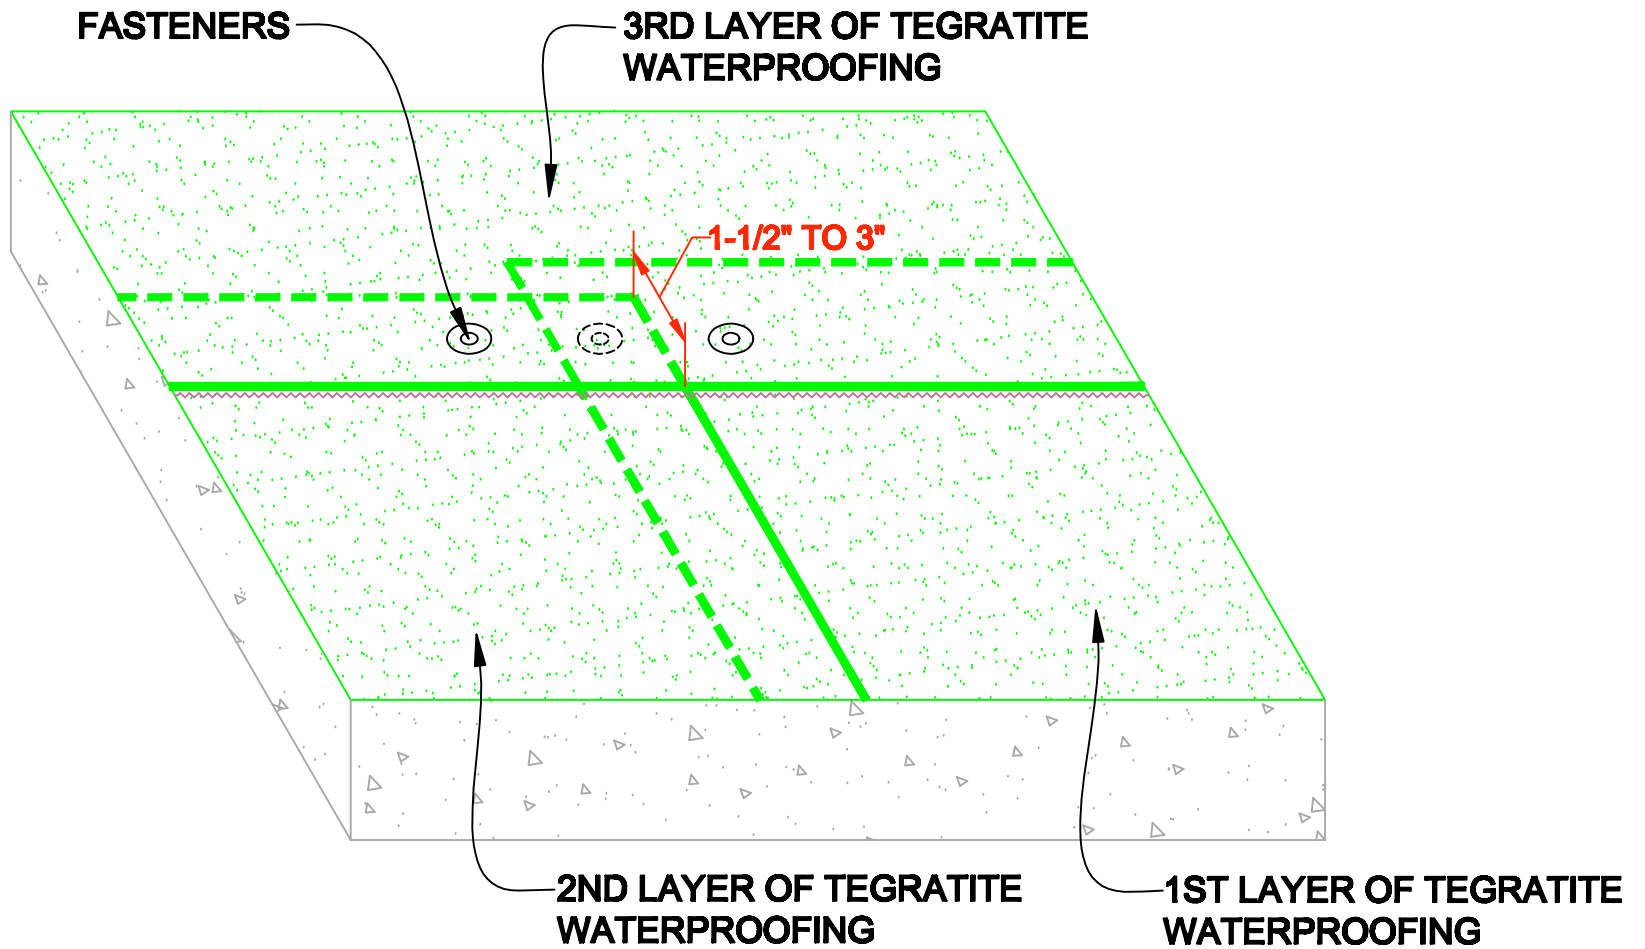 FASTENERS
3RD LAYER OF TEGRATITE
WATERPROOFING
1-1/2" TO 3"
2ND LAYER OF TEGRATITE
WATERPROOFING
1ST LAYER OF TEGRATITE
WATERPROOFING